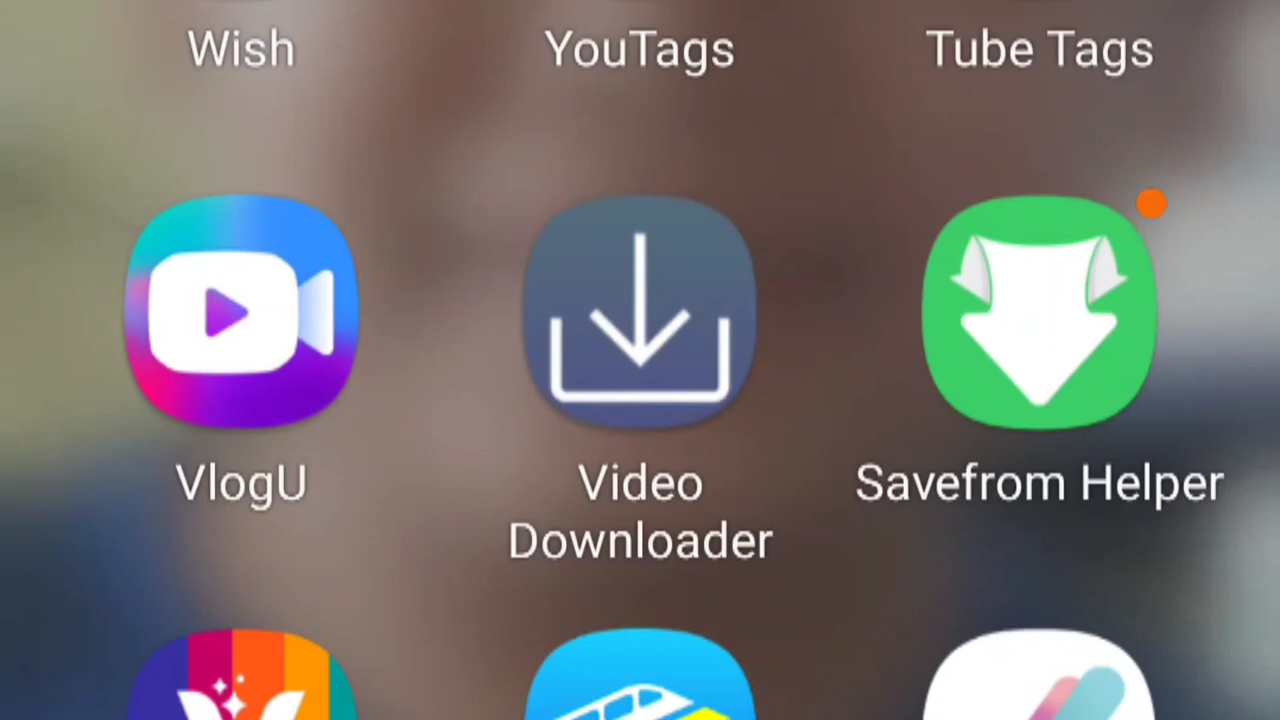 Wish
YouTags
Tube Tags
VlogU
Video
Downloader
Savefrom Helper